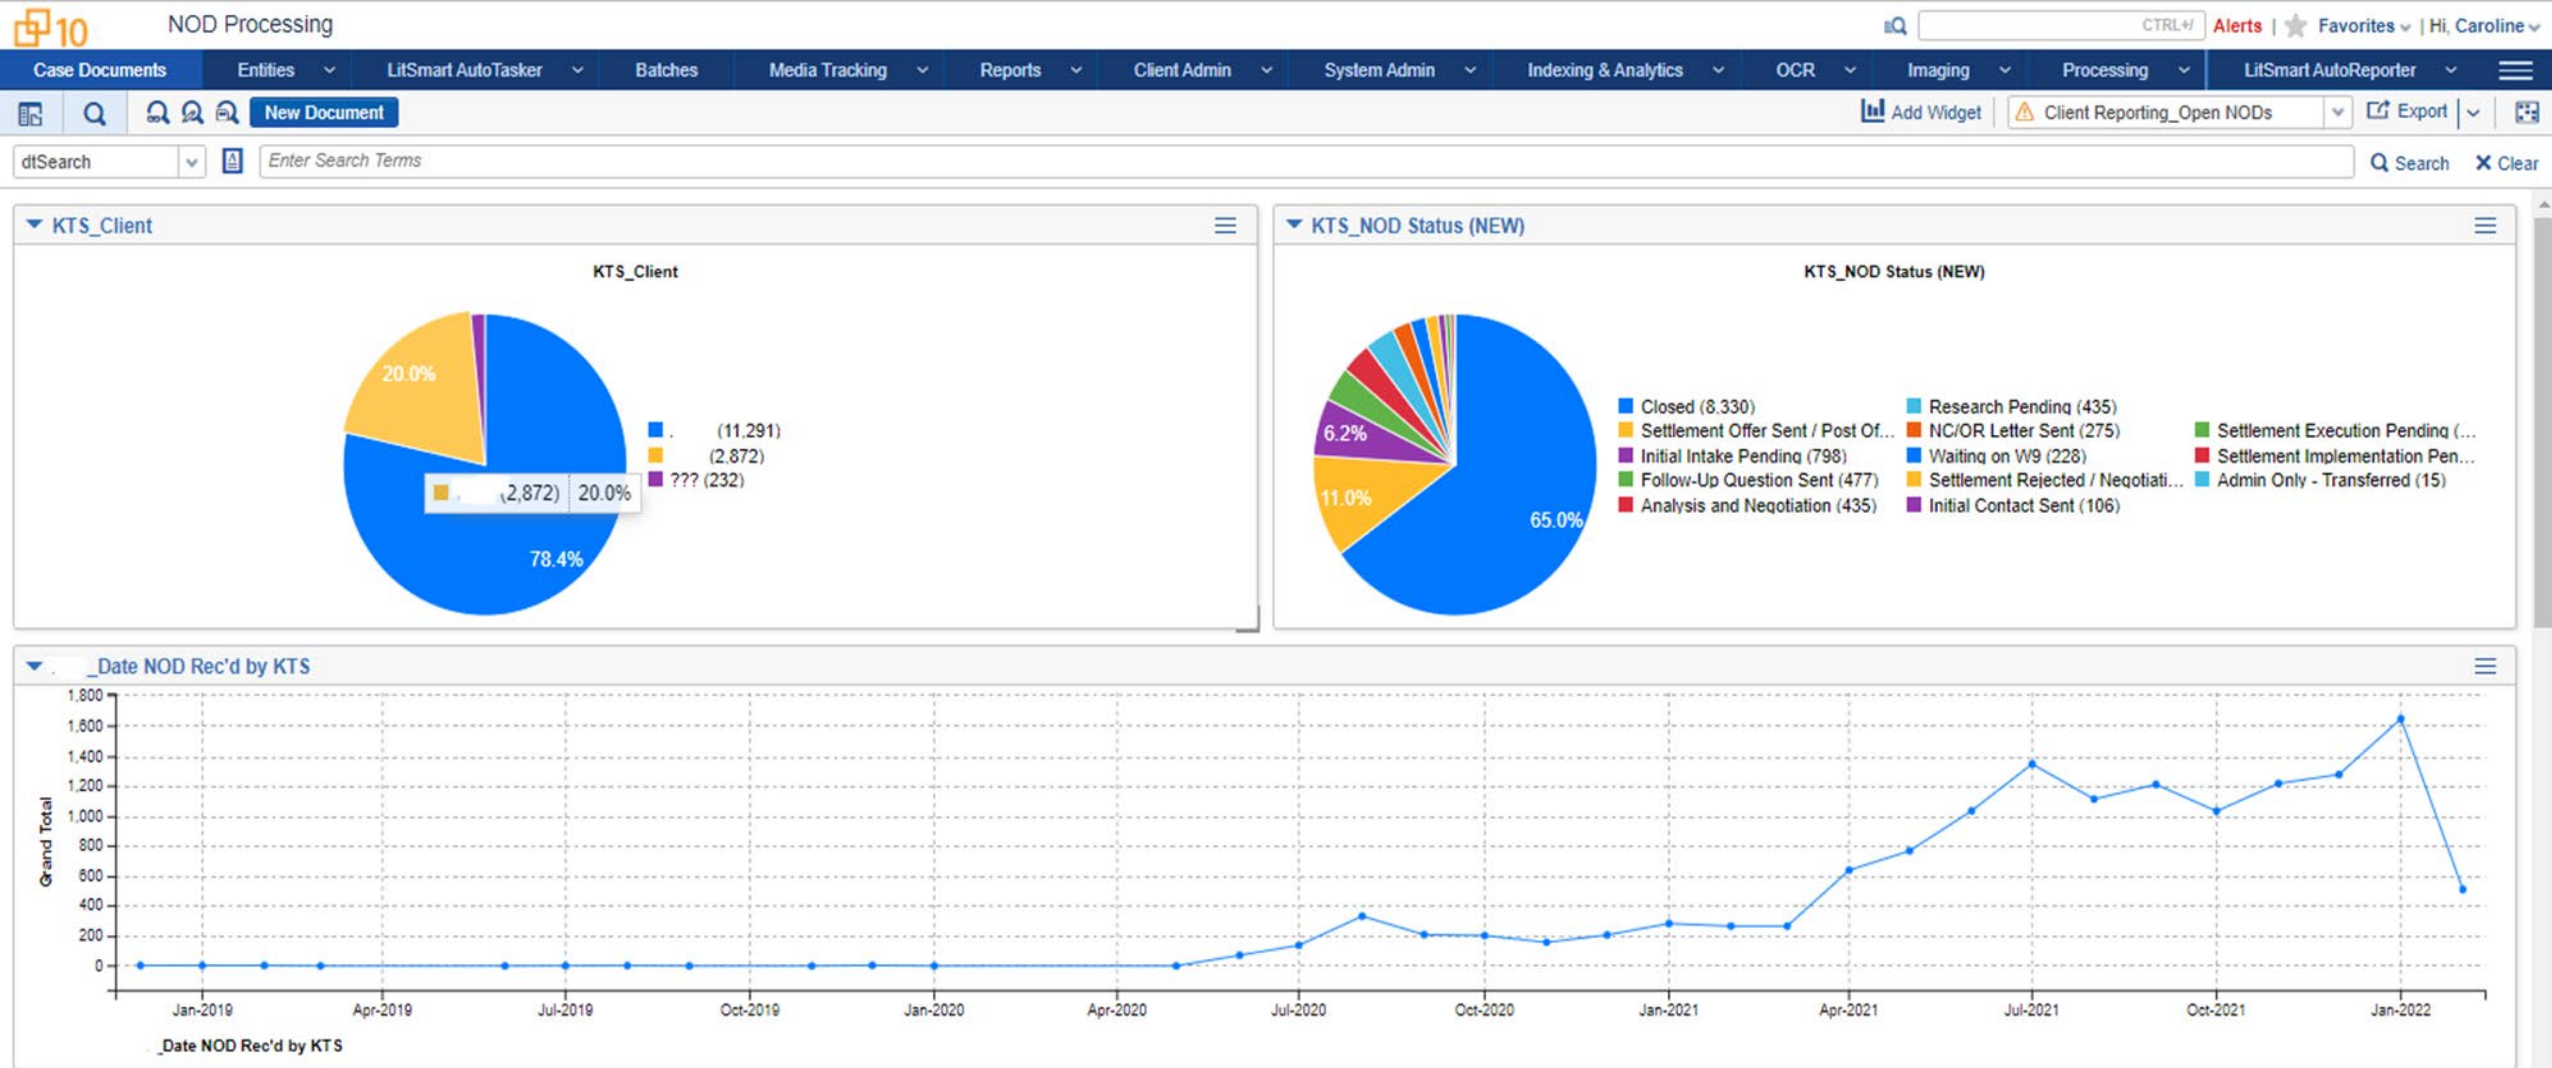 10
NOD Processing
CTRL+/
Alerts | Favorites | Hi, Caroline
Case Documents Entities LitSmart AutoTasker Batches Media Tracking Reports Client Admin System Admin Indexing & Analytics OCR Imaging Processing LitSmart AutoReporter
New Document
Add Widget
Client Reporting_Open NODs
Export
dtSearch
Enter Search Terms
Search
Clear
KTS_Client
KTS_Client
20.0%
78.4%
(2,872) 20.0%
(11,291)
(2,872)
??? (232)
KTS_NOD Status (NEW)
KTS_NOD Status (NEW)
6.2%
11.0%
65.0%
Closed (8,330)
Settlement Offer Sent / Post Of...
Initial Intake Pending (798)
Follow-Up Question Sent (477)
Analysis and Negotiation (435)
Research Pending (435)
NC/OR Letter Sent (275)
Waiting on W9 (228)
Settlement Rejected / Negotiati...
Initial Contact Sent (106)
Settlement Execution Pending (...
Settlement Implementation Pen...
Admin Only - Transferred (15)
_Date NOD Rec'd by KTS
Grand Total
1,800
1,600
1,400
1,200
1,000
800
600
400
200
0
Jan-2019 Apr-2019 Jul-2019 Oct-2019 Jan-2020 Apr-2020 Jul-2020 Oct-2020 Jan-2021 Apr-2021 Jul-2021 Oct-2021 Jan-2022
_Date NOD Rec'd by KTS